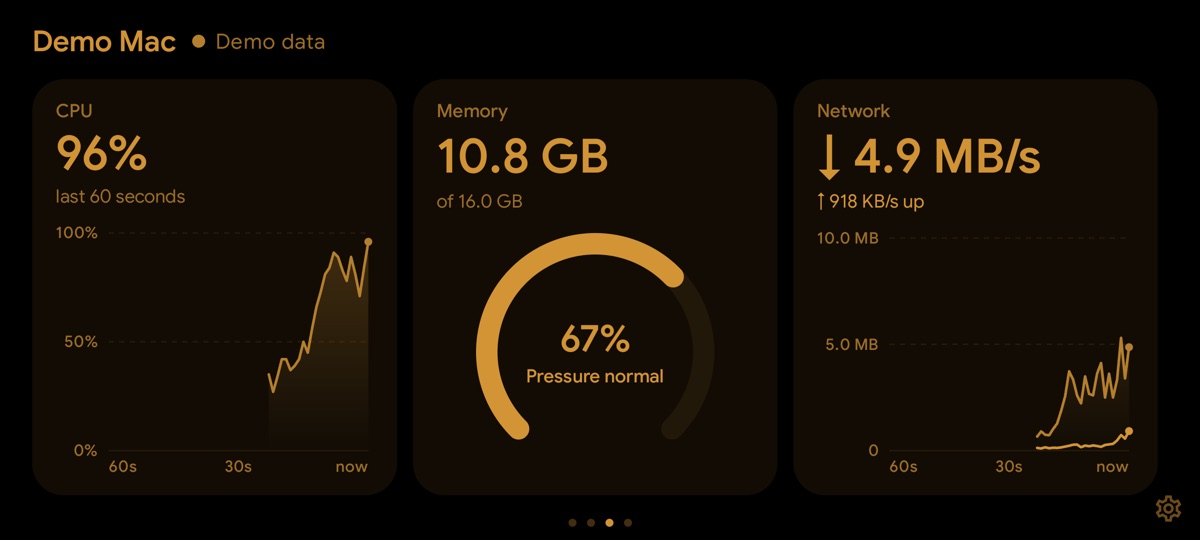 Demo Mac
Demo data
CPU
96%
last 60 seconds
100%
50%
0%
60s 30s now
Memory
10.8 GB
of 16.0 GB
67%
Pressure normal
Network
↓ 4.9 MB/s
↑ 918 KB/s up
10.0 MB
5.0 MB
0
60s 30s now